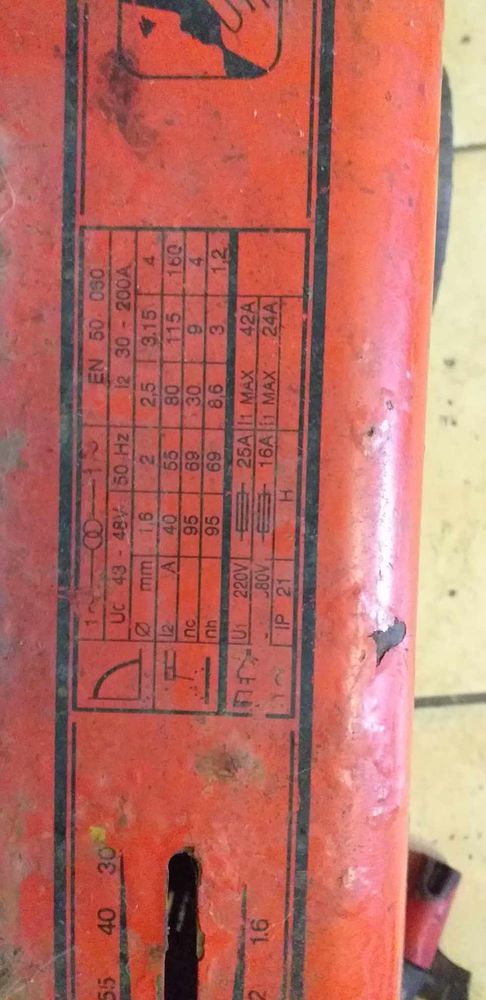 1~ 1~ EN 50 060
Uc 43 - 48V 50 Hz I2 30 - 200A
Ø mm 1,6 2 2,5 3,15 4
I2 A 40 55 80 115 160
nc 95 69 30 9 4
nh 95 69 8,6 3 1,2
U1 220V 25A I1 MAX 42A
80V 16A I1 MAX 24A
IP 21 H
30 40 55
1.6 2